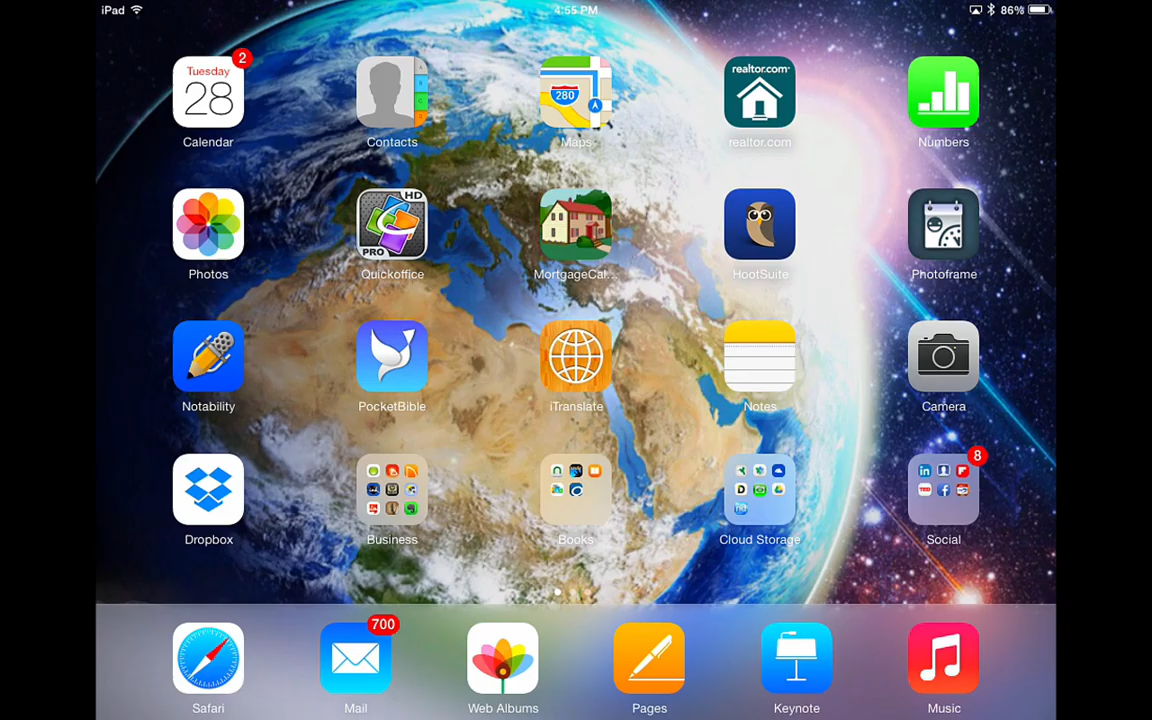 iPad
4:55 PM
86%
Tuesday
28
2
280
realtor.com
Calendar
Contacts
Maps
realtor.com
Numbers
HD
PRO
Photos
Quickoffice
MortgageCal...
HootSuite
Photoframe
Notability
PocketBible
iTranslate
Notes
Camera
8
in
D
TED
f
Dropbox
Business
Books
Cloud Storage
Social
700
Safari
Mail
Web Albums
Pages
Keynote
Music